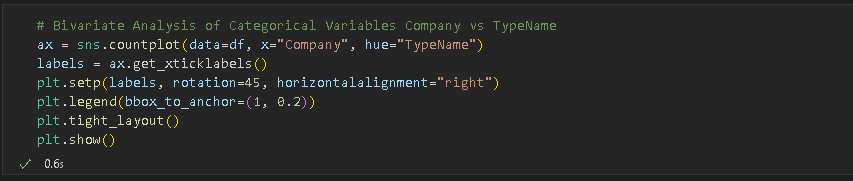 # Bivariate Analysis of Categorical Variables Company vs TypeName
ax = sns.countplot(data=df, x="Company", hue="TypeName")
labels = ax.get_xticklabels()
plt.setp(labels, rotation=45, horizontalalignment="right")
plt.legend(bbox_to_anchor=(1, 0.2))
plt.tight_layout()
plt.show()
0.6s